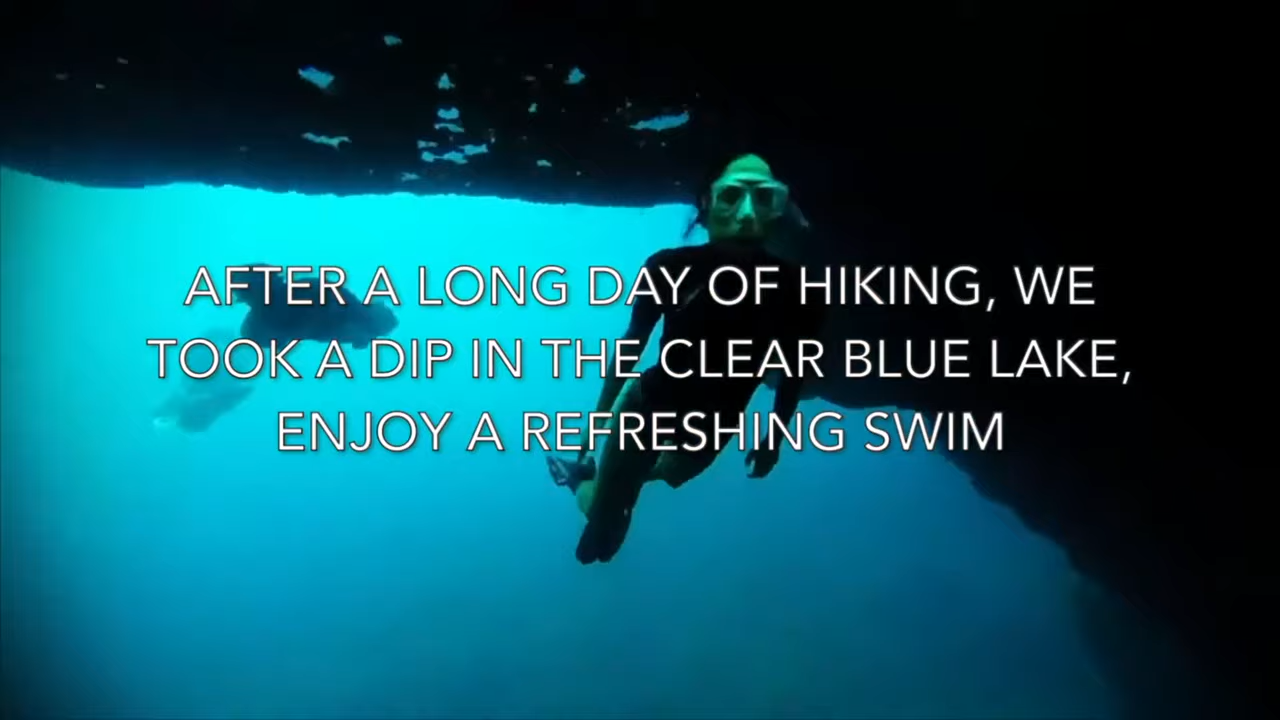 AFTER A LONG DAY OF HIKING, WE
TOOK A DIP IN THE CLEAR BLUE LAKE,
ENJOY A REFRESHING SWIM